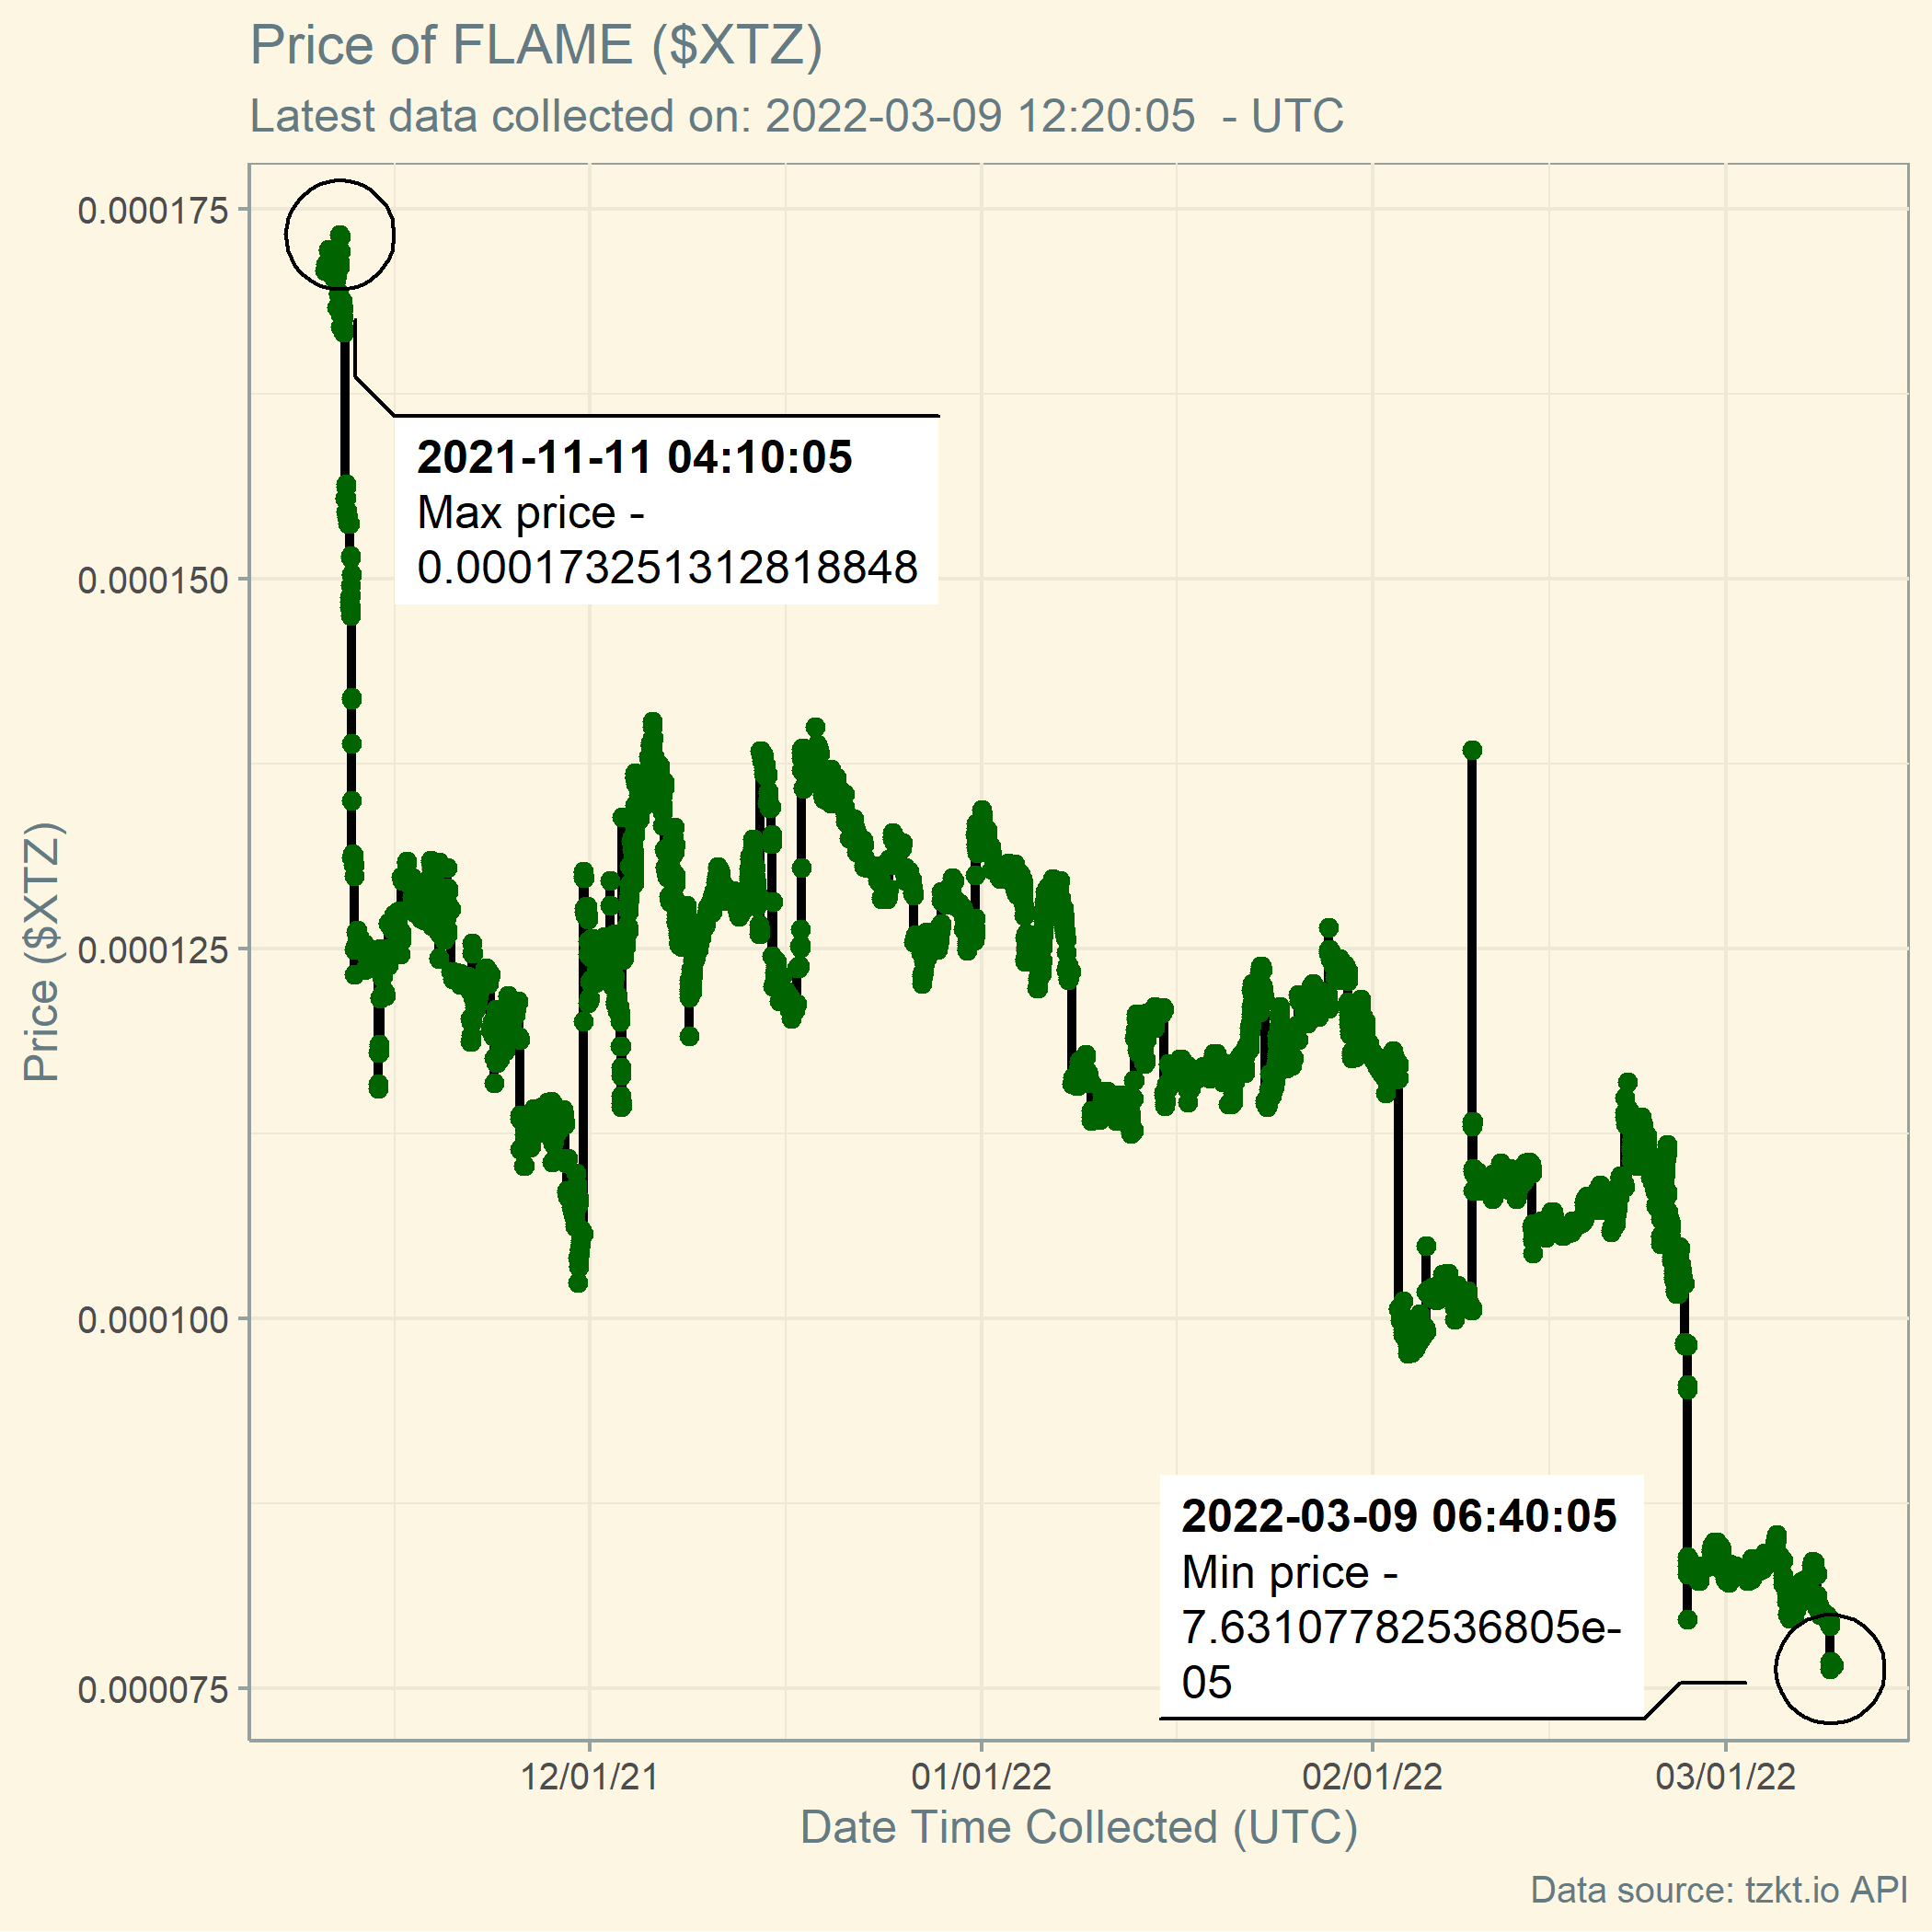 Price of FLAME ($XTZ)
Latest data collected on: 2022-03-09 12:20:05  - UTC
0.000175
0.000150
0.000125
0.000100
0.000075
Price ($XTZ)
2021-11-11 04:10:05
Max price -
0.000173251312818848
2022-03-09 06:40:05
Min price -
7.63107782536805e-
05
12/01/21
01/01/22
02/01/22
03/01/22
Date Time Collected (UTC)
Data source: tzkt.io API